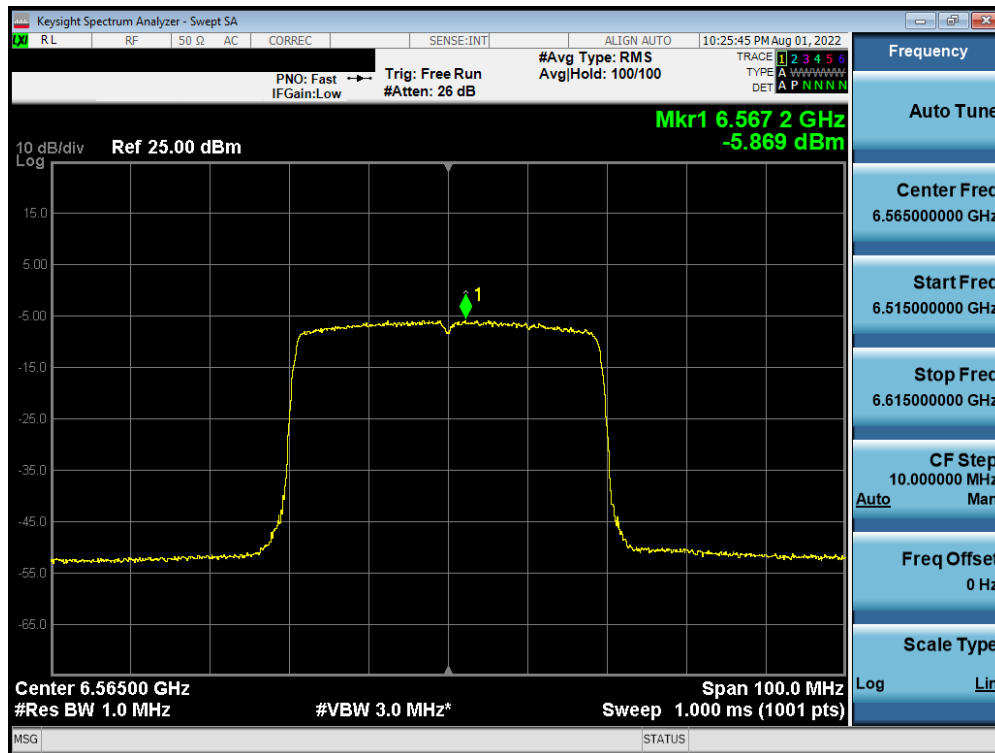 Keysight Spectrum Analyzer - Swept SA
LXI RL RF 50 Ω AC CORREC SENSE:INT ALIGN AUTO 10:25:45 PM Aug 01, 2022
PNO: Fast
IFGain:Low
Trig: Free Run
#Atten: 26 dB
#Avg Type: RMS
Avg|Hold: 100/100
TRACE 1 2 3 4 5 6
TYPE A WWWWW
DET A P N N N N
Mkr1 6.567 2 GHz
-5.869 dBm
10 dB/div Ref 25.00 dBm
Log
15.0
5.00
-5.00
-15.0
-25.0
-35.0
-45.0
-55.0
-65.0
1
Center 6.56500 GHz Span 100.0 MHz
#Res BW 1.0 MHz #VBW 3.0 MHz* Sweep 1.000 ms (1001 pts)
MSG STATUS
Frequency
Auto Tune
Center Freq
6.565000000 GHz
Start Freq
6.515000000 GHz
Stop Freq
6.615000000 GHz
CF Step
10.000000 MHz
Auto Man
Freq Offset
0 Hz
Scale Type
Log Lin